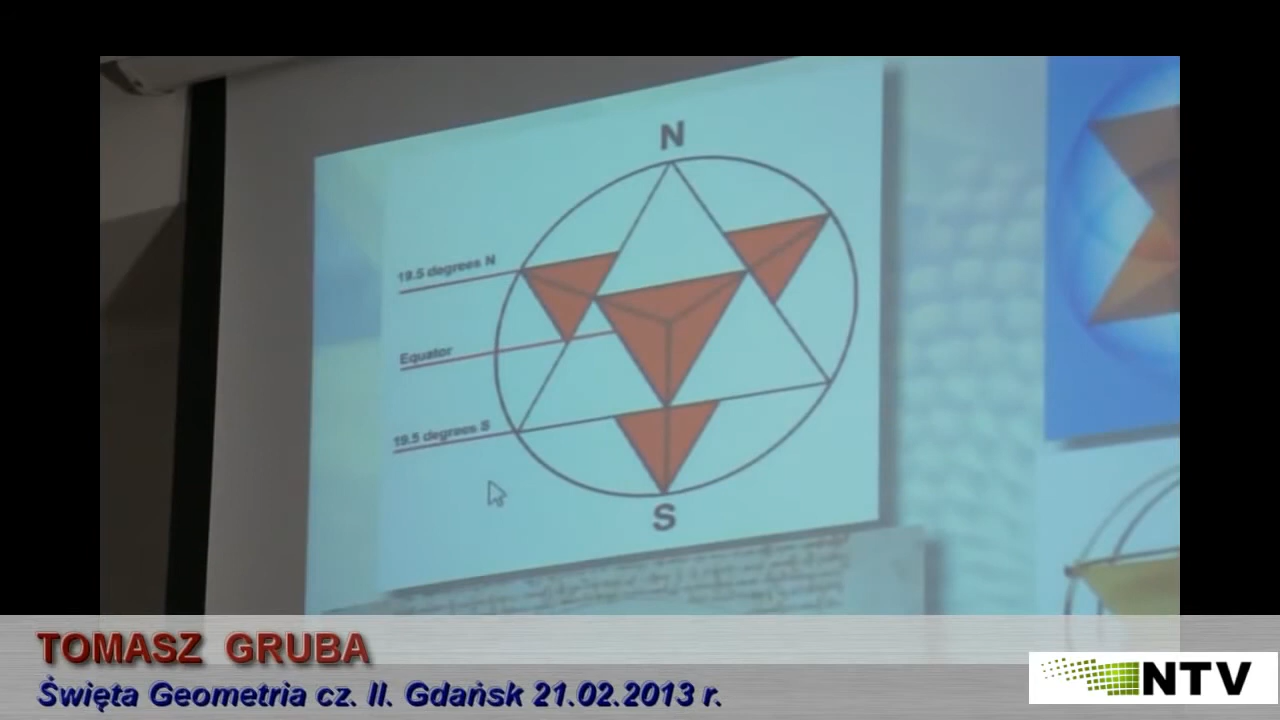 N
19.5 degrees N
Equator
19.5 degrees S
S
TOMASZ GRUBA
Święta Geometria cz. II. Gdańsk 21.02.2013 r.
NTV